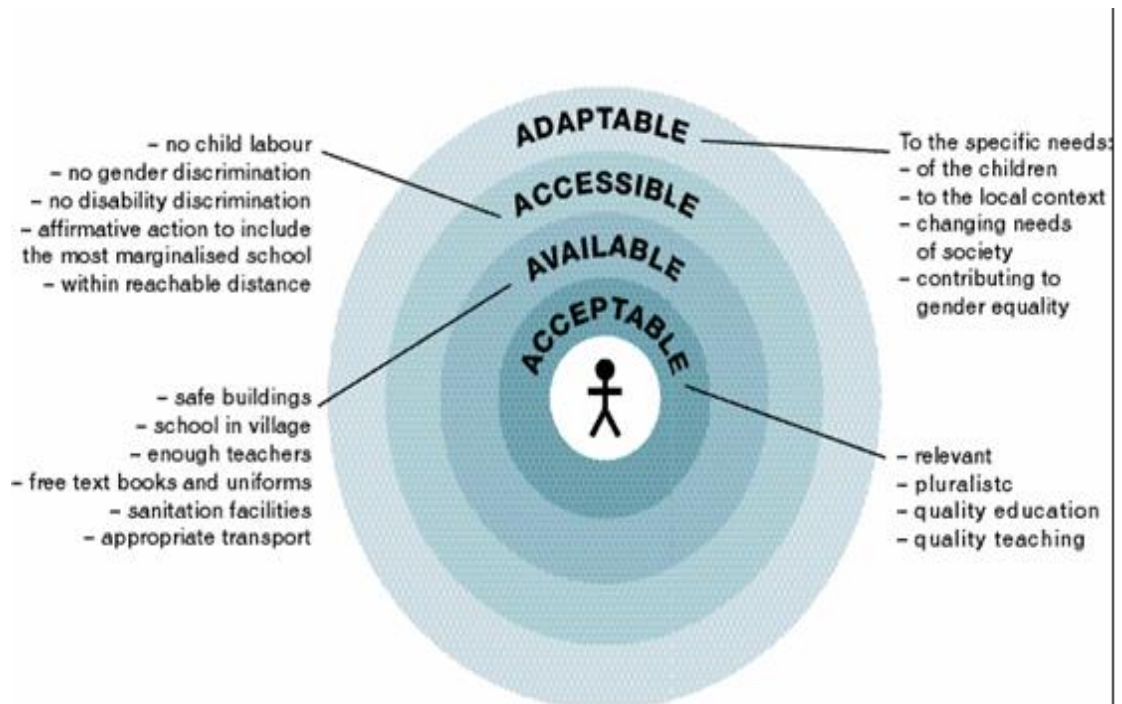 ADAPTABLE
ACCESSIBLE
AVAILABLE
ACCEPTABLE
– no child labour
– no gender discrimination
– no disability discrimination
– affirmative action to include
the most marginalised school
– within reachable distance
– safe buildings
– school in village
– enough teachers
– free text books and uniforms
– sanitation facilities
– appropriate transport
To the specific needs:
– of the children
– to the local context
– changing needs
of society
– contributing to
gender equality
– relevant
– pluralistc
– quality education
– quality teaching